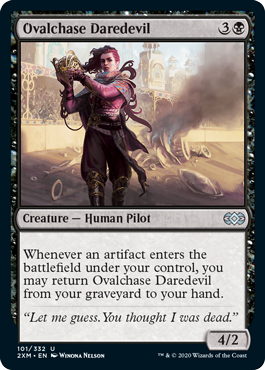 Ovalchase Daredevil 3
Creature — Human Pilot
Whenever an artifact enters the
battlefield under your control, you
may return Ovalchase Daredevil
from your graveyard to your hand.
“Let me guess. You thought I was dead.”
4/2
101/332 U
2XM • EN Winona Nelson
™ & © 2020 Wizards of the Coast